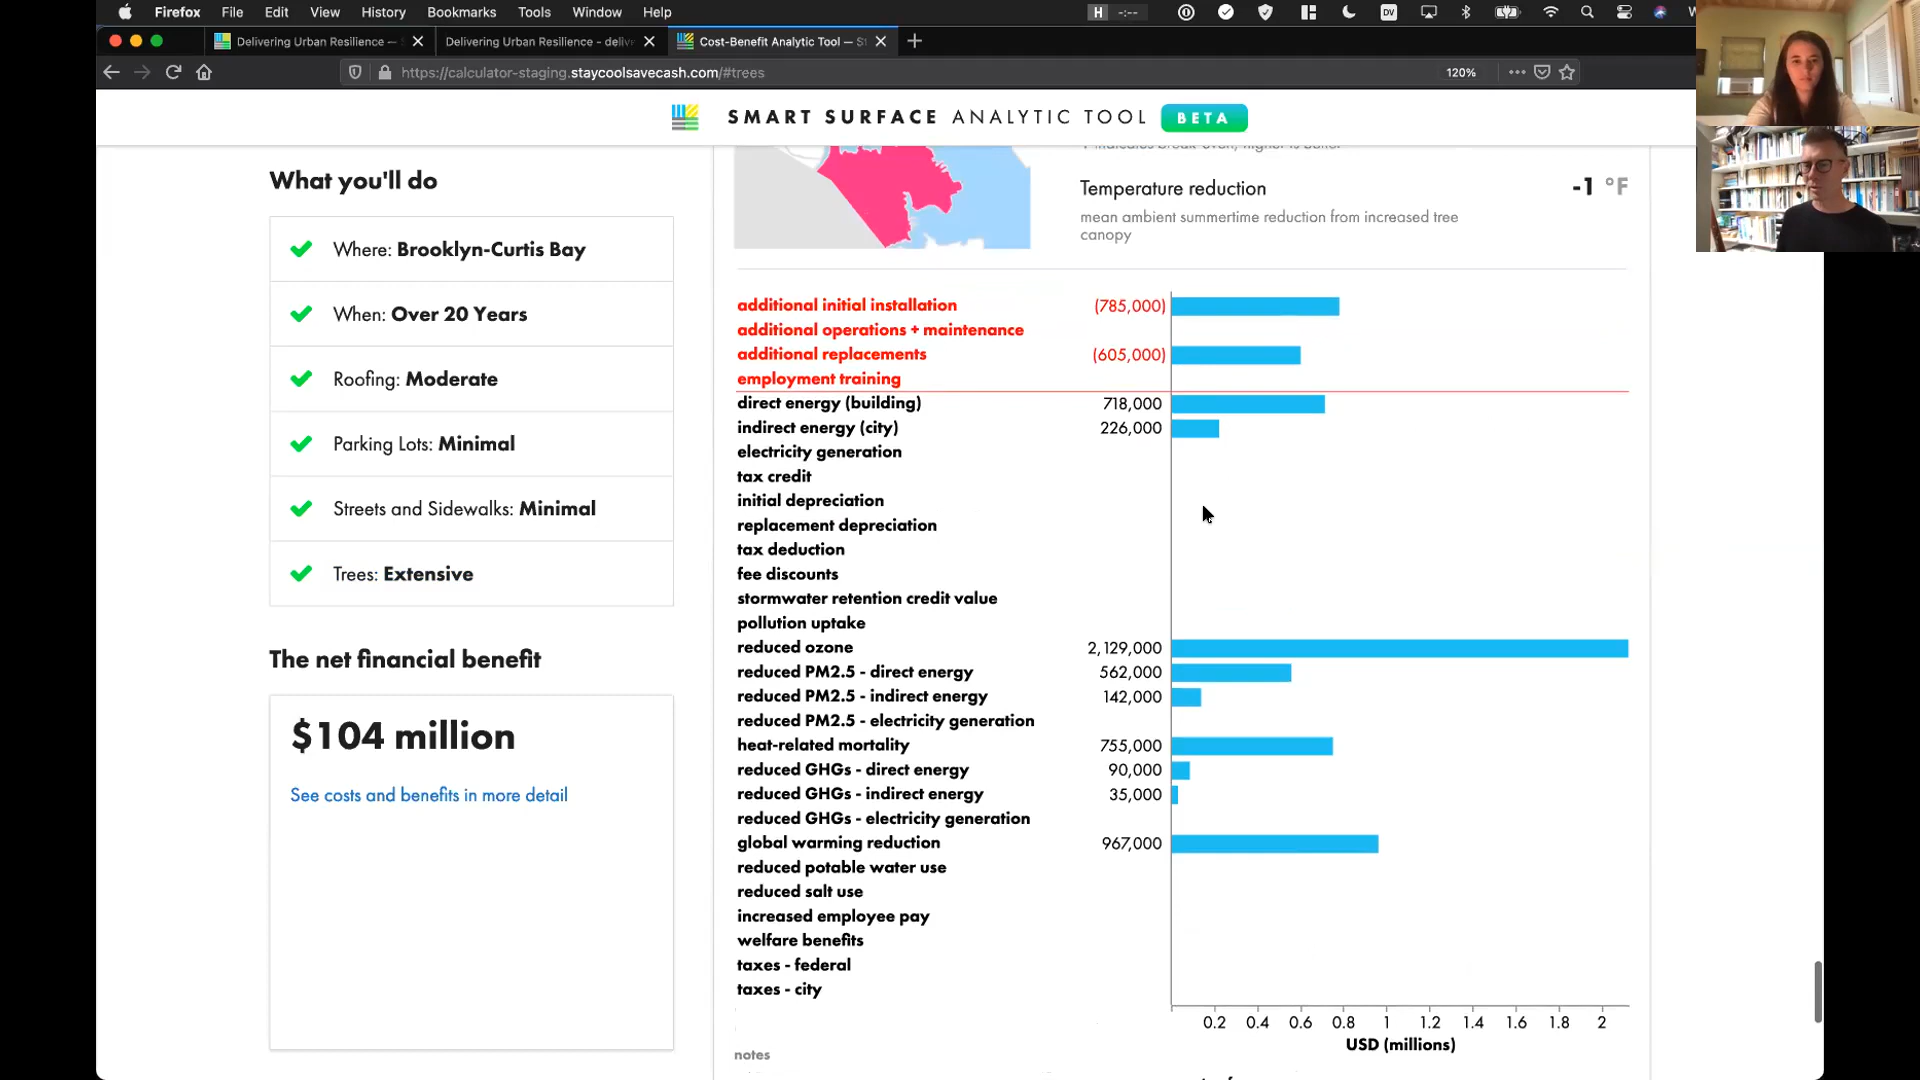 Firefox File Edit View History Bookmarks Tools Window Help
H -:--
DV
Delivering Urban Resilience —
Delivering Urban Resilience - deliv
Cost-Benefit Analytic Tool —
https://calculator-staging.staycoolsavecash.com/#trees
120%
SMART SURFACE ANALYTIC TOOL BETA
What you'll do
Where: Brooklyn-Curtis Bay
When: Over 20 Years
Roofing: Moderate
Parking Lots: Minimal
Streets and Sidewalks: Minimal
Trees: Extensive
The net financial benefit
$104 million
See costs and benefits in more detail
Temperature reduction -1 °F
mean ambient summertime reduction from increased tree
canopy
additional initial installation (785,000)
additional operations + maintenance
additional replacements (605,000)
employment training
direct energy (building) 718,000
indirect energy (city) 226,000
electricity generation
tax credit
initial depreciation
replacement depreciation
tax deduction
fee discounts
stormwater retention credit value
pollution uptake
reduced ozone 2,129,000
reduced PM2.5 - direct energy 562,000
reduced PM2.5 - indirect energy 142,000
reduced PM2.5 - electricity generation
heat-related mortality 755,000
reduced GHGs - direct energy 90,000
reduced GHGs - indirect energy 35,000
reduced GHGs - electricity generation
global warming reduction 967,000
reduced potable water use
reduced salt use
increased employee pay
welfare benefits
taxes - federal
taxes - city
0.2 0.4 0.6 0.8 1 1.2 1.4 1.6 1.8 2
USD (millions)
notes